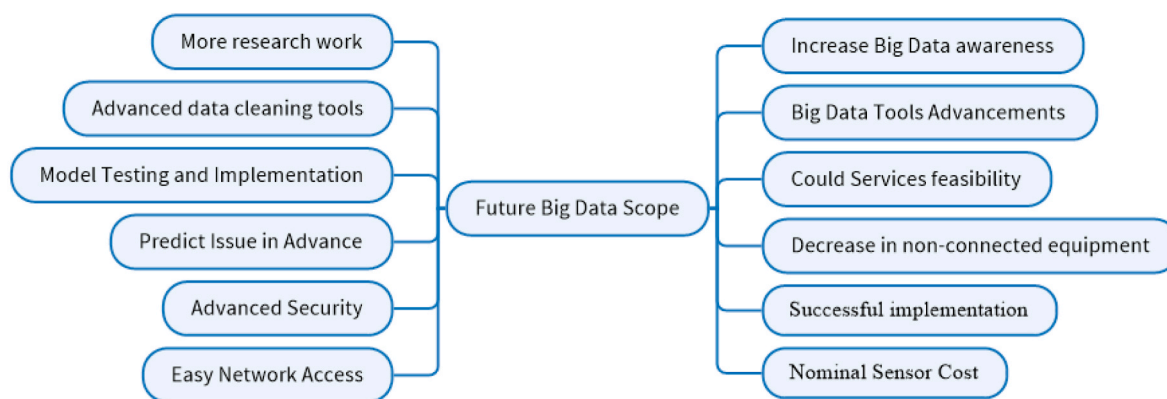 More research work
Advanced data cleaning tools
Model Testing and Implementation
Predict Issue in Advance
Advanced Security
Easy Network Access
Future Big Data Scope
Increase Big Data awareness
Big Data Tools Advancements
Could Services feasibility
Decrease in non-connected equipment
Successful implementation
Nominal Sensor Cost